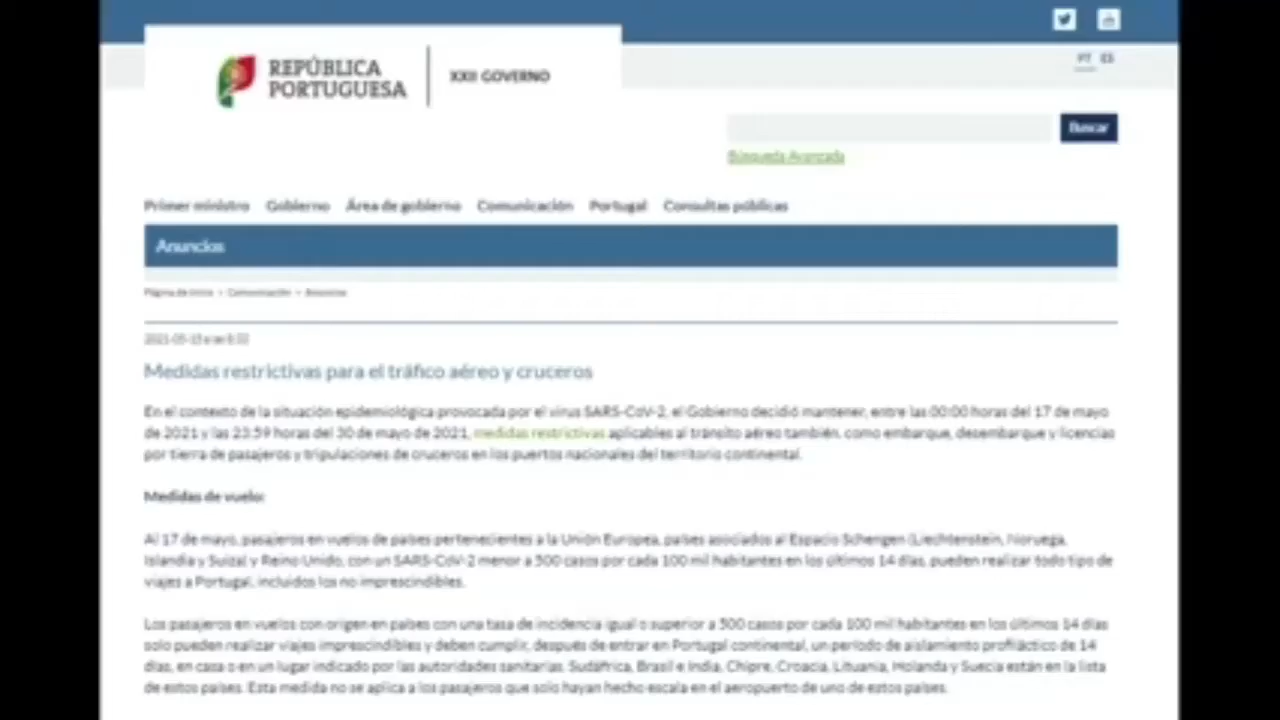 REPÚBLICA
PORTUGUESA
XXII GOVERNO
PT ES
Buscar
Búsqueda Avanzada
Primer ministro Gobierno Área de gobierno Comunicación Portugal Consultas públicas
Anuncios
Página de inicio Comunicación Anuncios
Medidas restrictivas para el tráfico aéreo y cruceros
En el contexto de la situación epidemiológica provocada por el virus SARS-CoV-2, el Gobierno decidió mantener, entre las 00:00 horas del 17 de mayo
de 2021 y las 23:59 horas del 30 de mayo de 2021, medidas restrictivas aplicables al tránsito aéreo también, como embarque, desembarque y licencias
por tierra de pasajeros y tripulaciones de cruceros en los puertos nacionales del territorio continental.
Medidas de vuelo:
Al 17 de mayo, pasajeros en vuelos de países pertenecientes a la Unión Europea, países asociados al Espacio Schengen (Liechtenstein, Noruega,
Islandia y Suiza) y Reino Unido, con un SARS-CoV-2 menor a 500 casos por cada 100 mil habitantes en los últimos 14 días, pueden realizar todo tipo de
viajes a Portugal, incluidos los no imprescindibles.
Los pasajeros en vuelos con origen en países con una tasa de incidencia igual o superior a 500 casos por cada 100 mil habitantes en los últimos 14 días
solo pueden realizar viajes imprescindibles y deben cumplir, después de entrar en Portugal continental, un período de aislamiento profiláctico de 14
días, en casa o en un lugar indicado por las autoridades sanitarias. Sudáfrica, Brasil e India, Chipre, Croacia, Lituania, Holanda y Suecia están en la lista
de estos países. Esta medida no se aplica a los pasajeros que solo hayan hecho escala en el aeropuerto de uno de estos países.